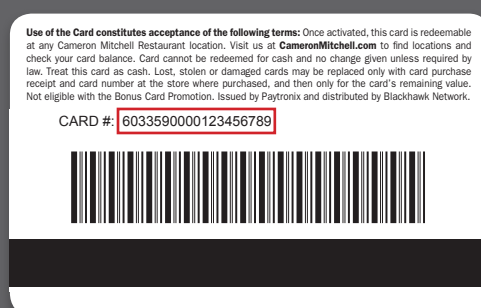 Use of the Card constitutes acceptance of the following terms: Once activated, this card is redeemable
at any Cameron Mitchell Restaurant location. Visit us at CameronMitchell.com to find locations and
check your card balance. Card cannot be redeemed for cash and no change given unless required by
law. Treat this card as cash. Lost, stolen or damaged cards may be replaced only with card purchase
receipt and card number at the store where purchased, and then only for the card's remaining value.
Not eligible with the Bonus Card Promotion. Issued by Paytronix and distributed by Blackhawk Network.
CARD #: 6033590000123456789